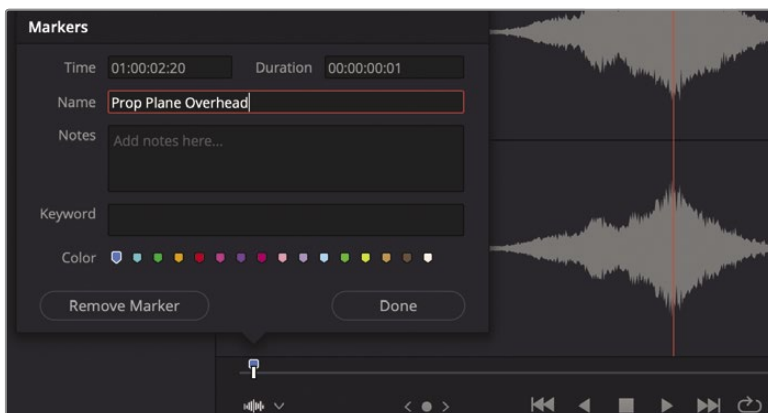 Markers
Time 01:00:02:20 Duration 00:00:00:01
Name Prop Plane Overhead
Notes Add notes here...
Keyword
Color
Remove Marker Done